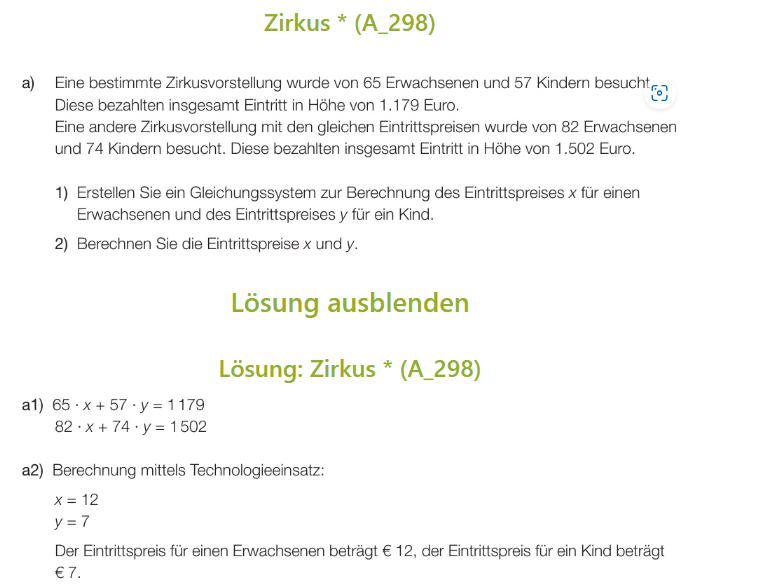 Zirkus * (A_298)
a) Eine bestimmte Zirkusvorstellung wurde von 65 Erwachsenen und 57 Kindern besucht.
Diese bezahlten insgesamt Eintritt in Höhe von 1.179 Euro.
Eine andere Zirkusvorstellung mit den gleichen Eintrittspreisen wurde von 82 Erwachsenen
und 74 Kindern besucht. Diese bezahlten insgesamt Eintritt in Höhe von 1.502 Euro.
1) Erstellen Sie ein Gleichungssystem zur Berechnung des Eintrittspreises x für einen
Erwachsenen und des Eintrittspreises y für ein Kind.
2) Berechnen Sie die Eintrittspreise x und y.
Lösung ausblenden
Lösung: Zirkus * (A_298)
a1) 65 · x + 57 · y = 1 179
82 · x + 74 · y = 1 502
a2) Berechnung mittels Technologieeinsatz:
x = 12
y = 7
Der Eintrittspreis für einen Erwachsenen beträgt € 12, der Eintrittspreis für ein Kind beträgt
€ 7.